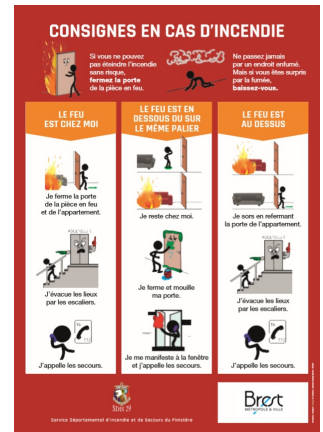 CONSIGNES EN CAS D'INCENDIE
Si vous ne pouvez
pas éteindre l'incendie
sans risque,
fermez la porte
de la pièce en feu.
Ne passez jamais
par un endroit enfumé.
Mais si vous êtes surpris
par la fumée,
baissez-vous.
LE FEU
EST CHEZ MOI
Je ferme la porte
de la pièce en feu
et de l'appartement.
J'évacue les lieux
par les escaliers.
J'appelle les secours.
LE FEU EST EN
DESSOUS OU SUR
LE MÊME PALIER
Je reste chez moi.
Je ferme et mouille
ma porte.
Je me manifeste à la fenêtre
et j'appelle les secours.
LE FEU EST
AU DESSUS
Je sors en refermant
la porte de l'appartement.
J'évacue les lieux
par les escaliers.
J'appelle les secours.
SDIS 29
Service Départemental d'Incendie et de Secours du Finistère
Brest
MÉTROPOLE & VILLE